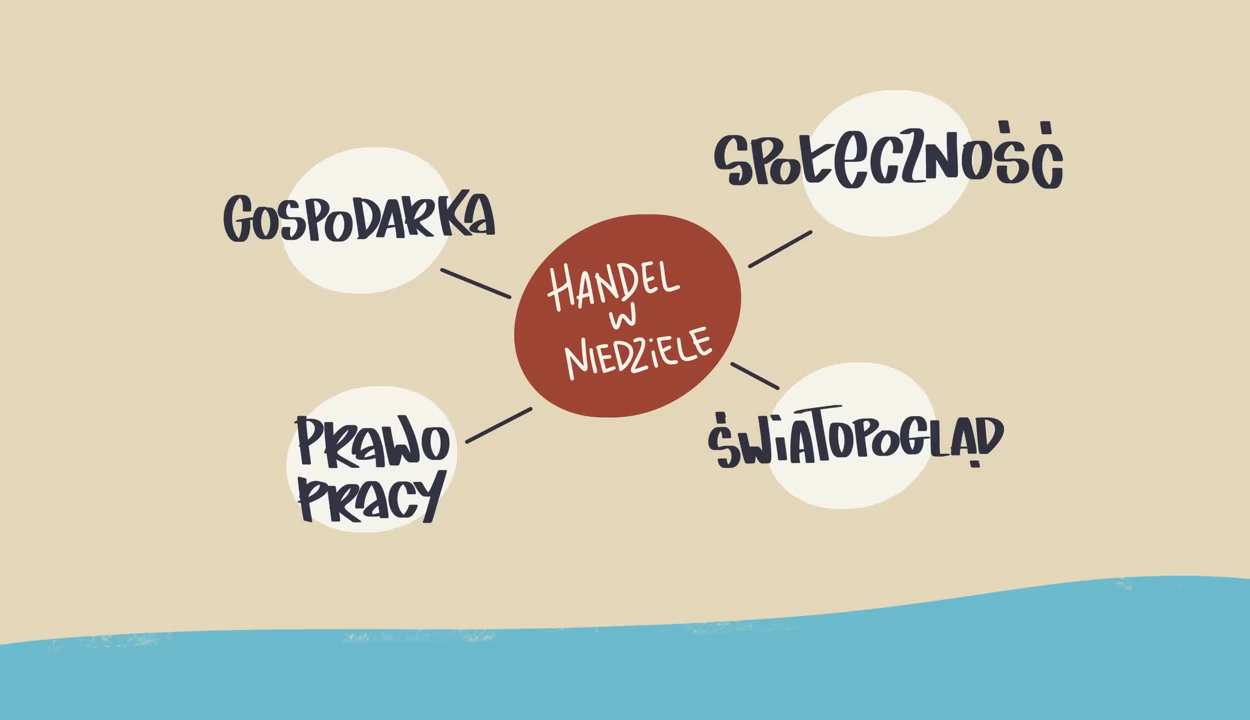 GOSPODARKA
SPOŁECZNOŚĆ
HANDEL
W
NIEDZIELE
PRAWO
PRACY
ŚWIATOPOGLĄD